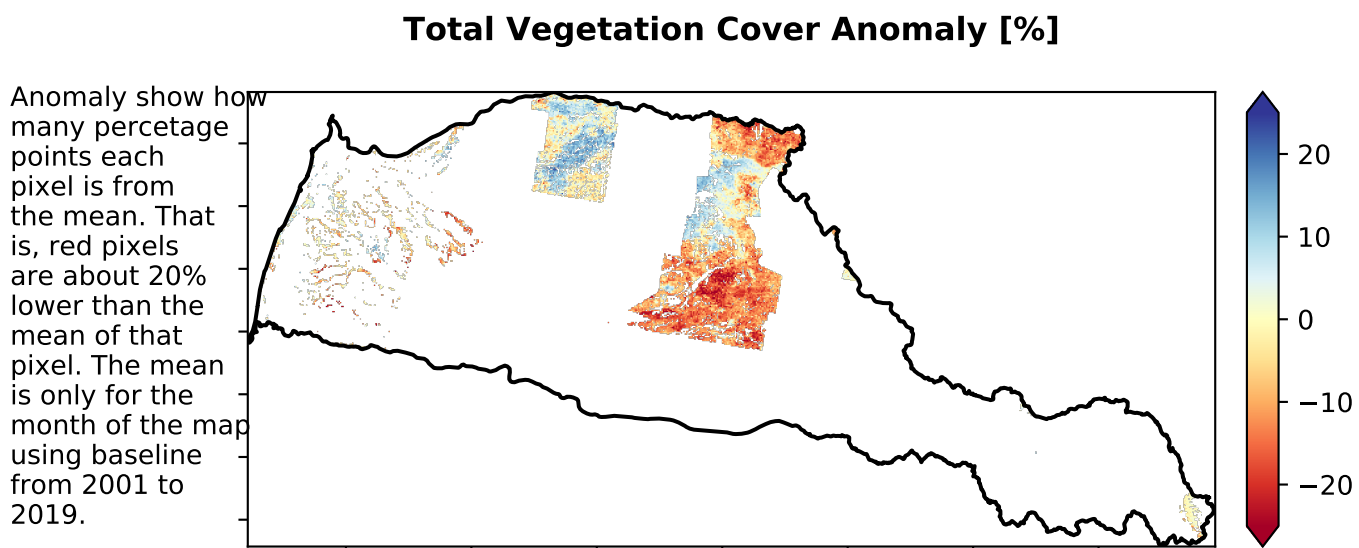 Total Vegetation Cover Anomaly [%]
Anomaly show how
many percetage
points each
pixel is from
the mean. That
is, red pixels
are about 20%
lower than the
mean of that
pixel. The mean
is only for the
month of the map
using baseline
from 2001 to
2019.
20
10
0
−10
−20